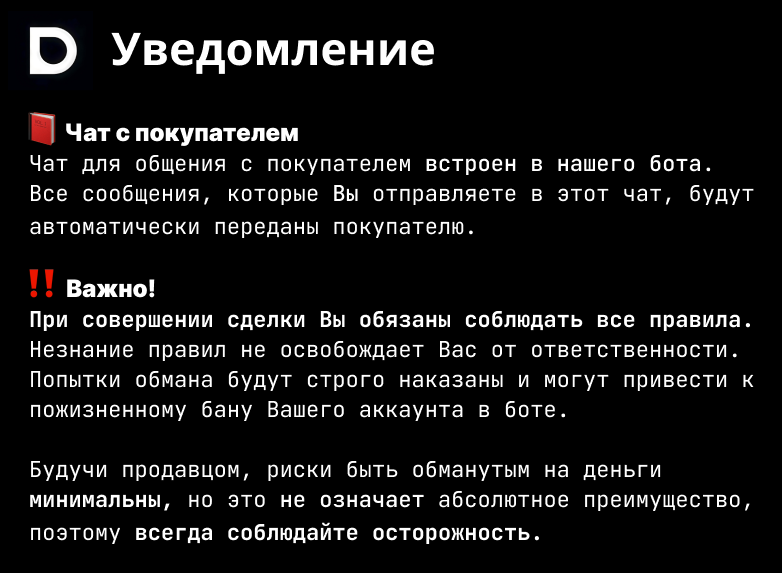 D Уведомление
Чат с покупателем
Чат для общения с покупателем встроен в нашего бота.
Все сообщения, которые Вы отправляете в этот чат, будут
автоматически переданы покупателю.
‼ Важно!
При совершении сделки Вы обязаны соблюдать все правила.
Незнание правил не освобождает Вас от ответственности.
Попытки обмана будут строго наказаны и могут привести к
пожизненному бану Вашего аккаунта в боте.
Будучи продавцом, риски быть обманутым на деньги
минимальны, но это не означает абсолютное преимущество,
поэтому всегда соблюдайте осторожность.